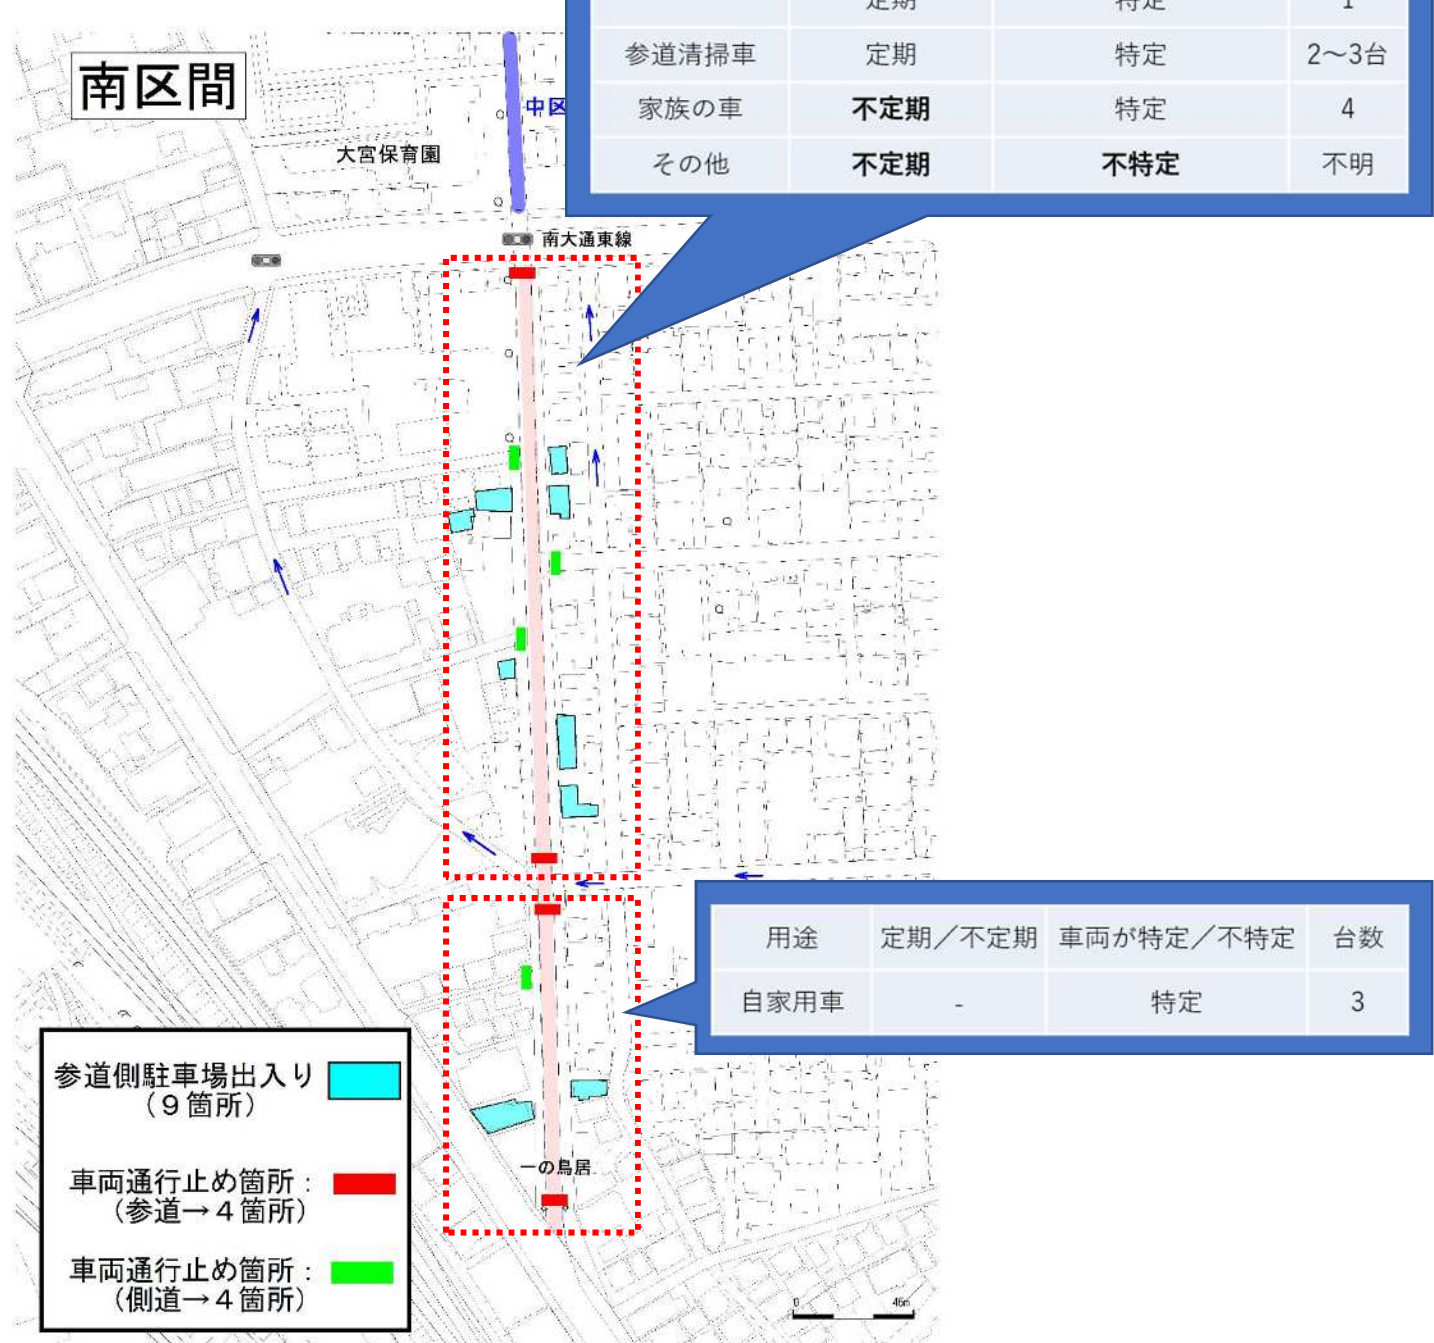 定期 特定 1
参道清掃車 定期 特定 2〜3台
家族の車 不定期 特定 4
その他 不定期 不特定 不明
南区間
中区
大宮保育園
南大通東線
用途 定期／不定期 車両が特定／不特定 台数
自家用車 - 特定 3
一の鳥居
参道側駐車場出入り
（９箇所）
車両通行止め箇所：
（参道→４箇所）
車両通行止め箇所：
（側道→４箇所）
0 45m